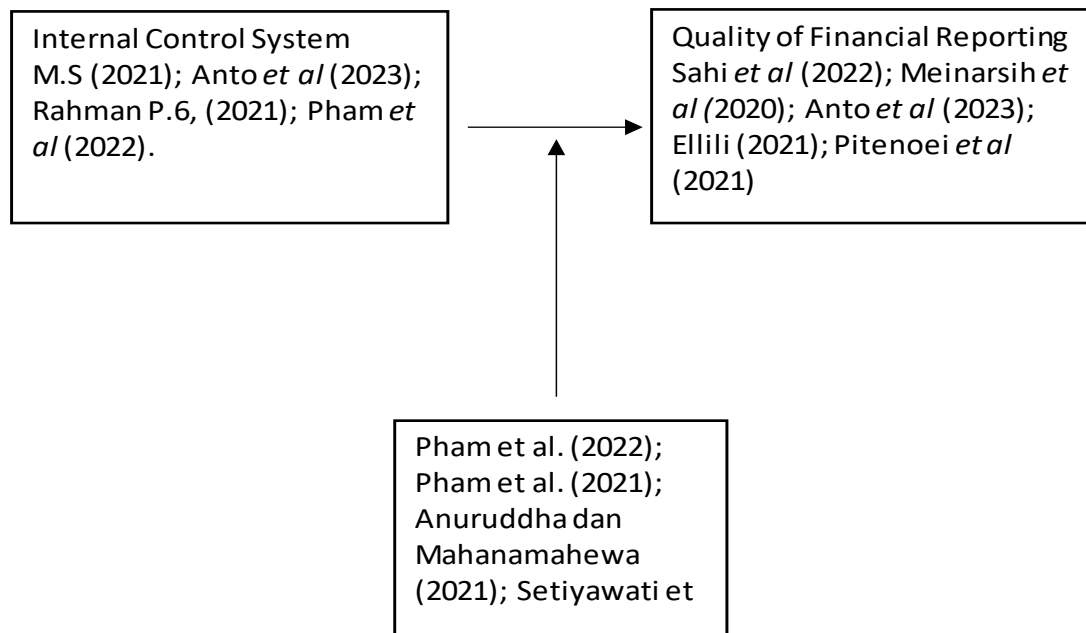 Internal Control System
M.S (2021); Anto et al (2023);
Rahman P.6, (2021); Pham et
al (2022).
Quality of Financial Reporting
Sahi et al (2022); Meinarsih et
al (2020); Anto et al (2023);
Ellili (2021); Pitenoei et al
(2021)
Pham et al. (2022);
Pham et al. (2021);
Anuruddha dan
Mahanamahewa
(2021); Setiyawati et